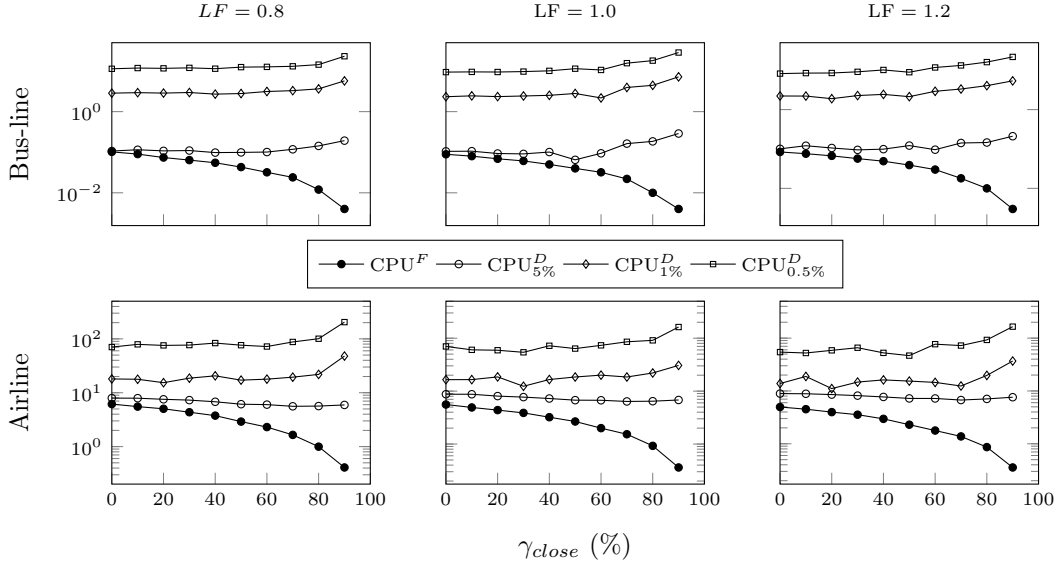 LF = 0.8 LF = 1.0 LF = 1.2
Bus-line
10^0
10^−2
CPU^F CPU^D_5% CPU^D_1% CPU^D_0.5%
Airline
10^2
10^1
10^0
0 20 40 60 80 100 0 20 40 60 80 100 0 20 40 60 80 100
γ_close (%)